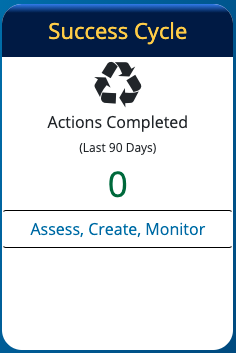 Success Cycle
Actions Completed
(Last 90 Days)
0
Assess, Create, Monitor